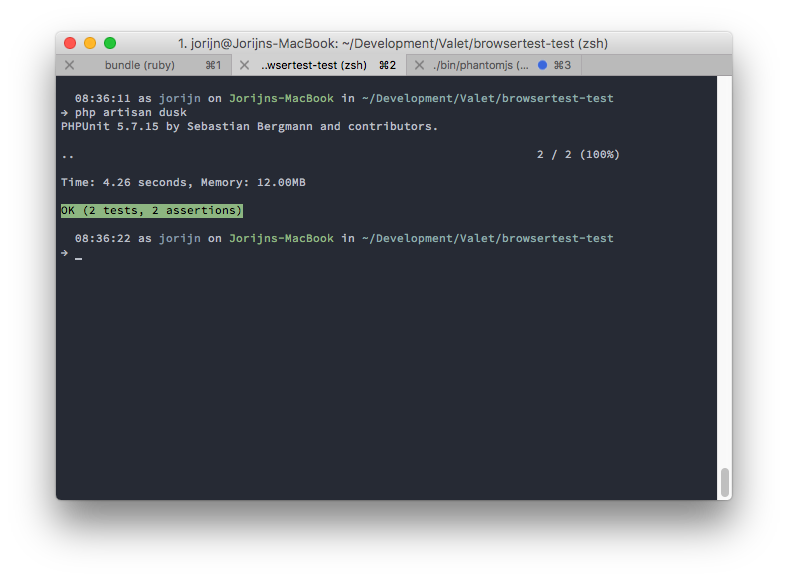 1. jorijn@Jorijns-MacBook: ~/Development/Valet/browsertest-test (zsh)
bundle (ruby) ⌘1 ..wsertest-test (zsh) ⌘2 ./bin/phantomjs (... ⌘3
08:36:11 as jorijn on Jorijns-MacBook in ~/Development/Valet/browsertest-test
→ php artisan dusk
PHPUnit 5.7.15 by Sebastian Bergmann and contributors.
.. 2 / 2 (100%)
Time: 4.26 seconds, Memory: 12.00MB
OK (2 tests, 2 assertions)
08:36:22 as jorijn on Jorijns-MacBook in ~/Development/Valet/browsertest-test
→ _